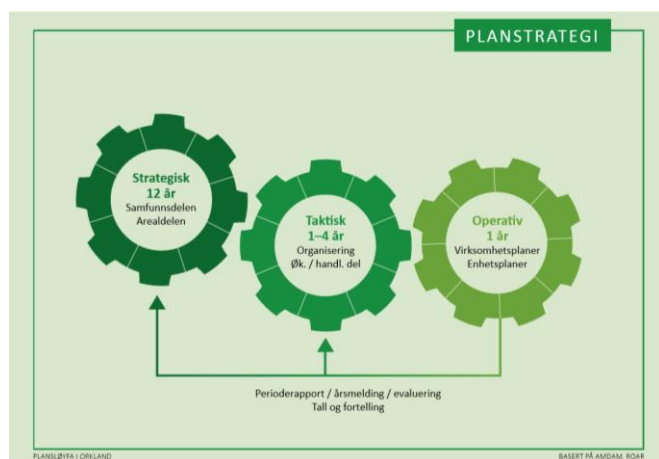 PLANSTRATEGI
Strategisk
12 år
Samfunnsdelen
Arealdelen
Taktisk
1–4 år
Organisering
Øk. / handl. del
Operativ
1 år
Virksomhetsplaner
Enhetsplaner
Perioderapport / årsmelding / evaluering
Tall og fortelling
PLANSLØYFA I ORKLAND
BASERT PÅ AMDAM, ROAR